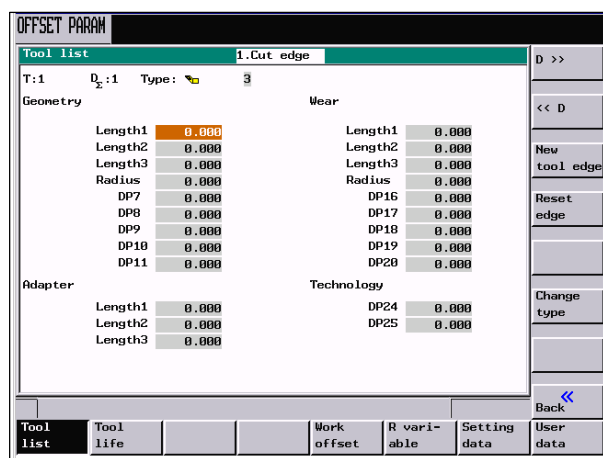 OFFSET PARAM
Tool list 1.Cut edge
T:1 DΣ:1 Type: 3
Geometry Wear
Length1 0.000 Length1 0.000
Length2 0.000 Length2 0.000
Length3 0.000 Length3 0.000
Radius 0.000 Radius 0.000
DP7 0.000 DP16 0.000
DP8 0.000 DP17 0.000
DP9 0.000 DP18 0.000
DP10 0.000 DP19 0.000
DP11 0.000 DP20 0.000
Adapter Technology
Length1 0.000 DP24 0.000
Length2 0.000 DP25 0.000
Length3 0.000
D >>
<< D
New
tool edge
Reset
edge
Change
type
«
Back
Tool Tool Work R vari- Setting User
list life offset able data data